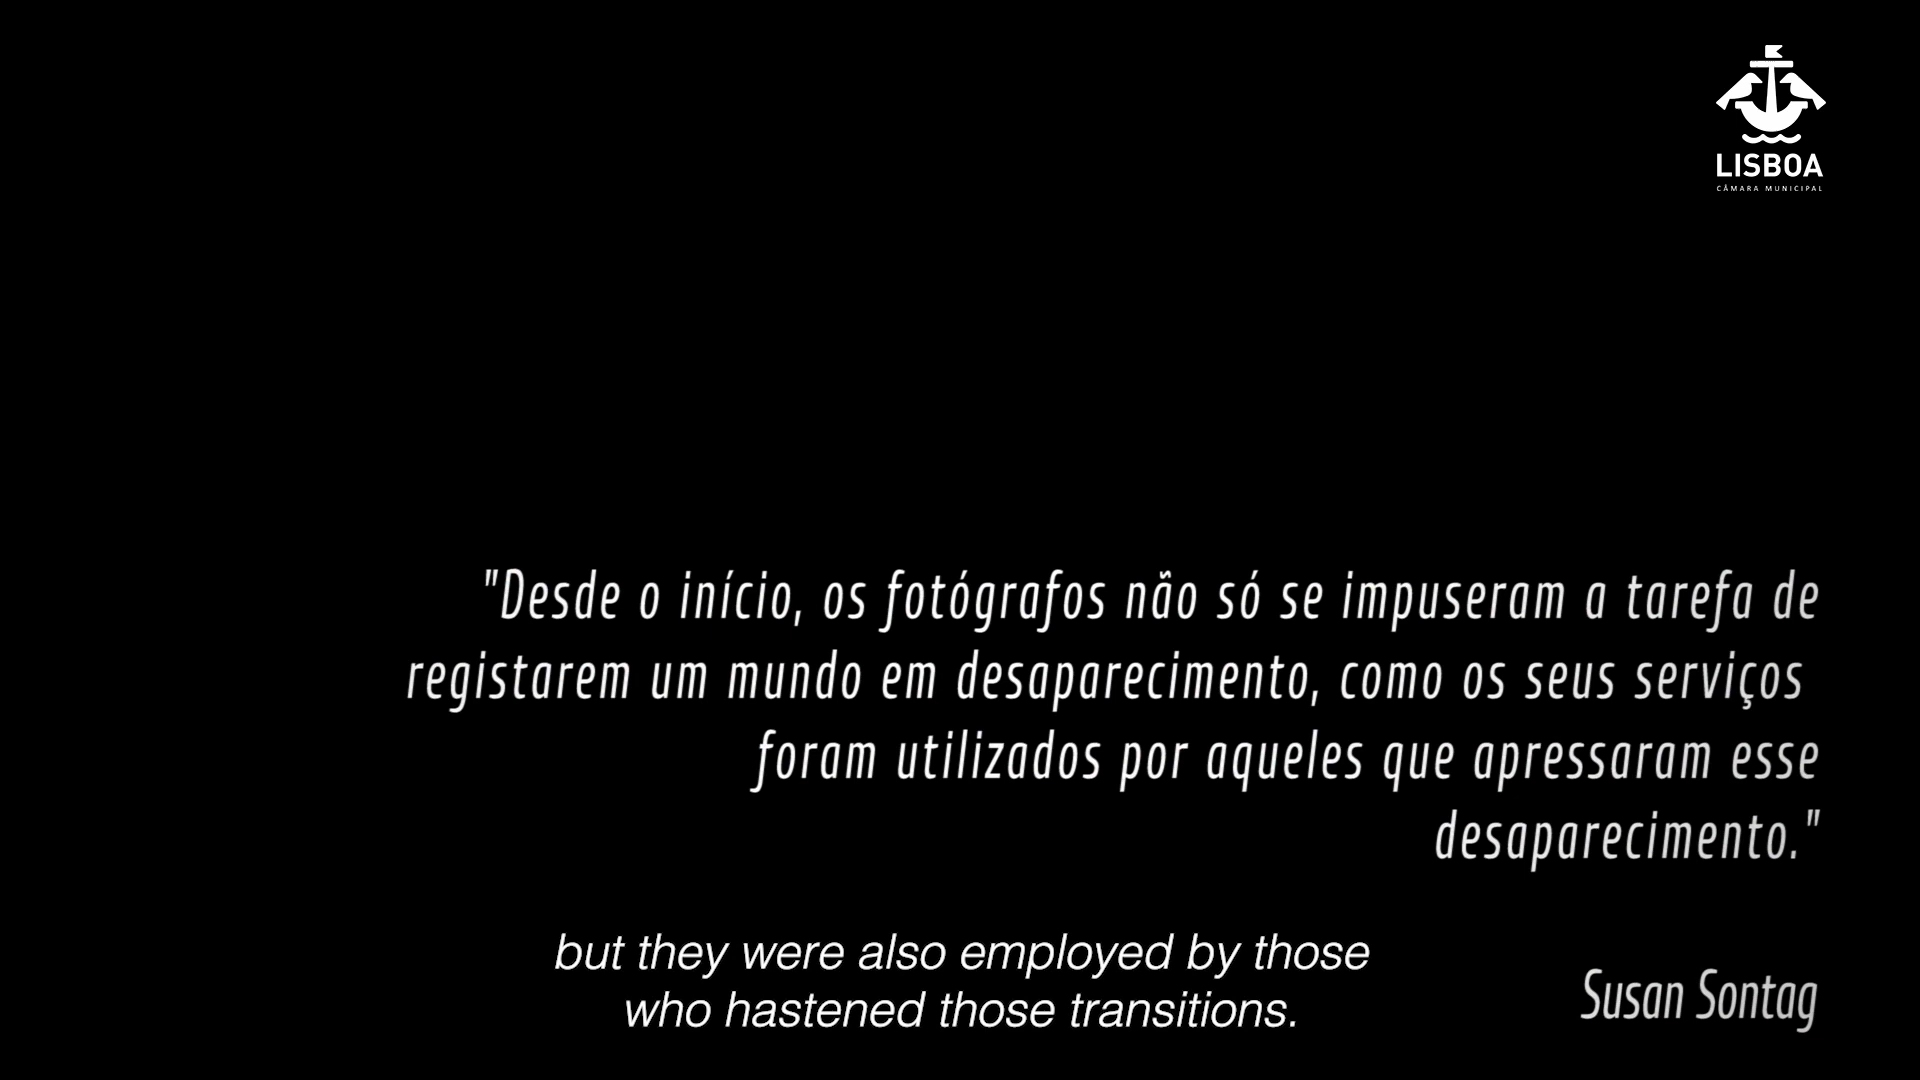 LISBOA
CÂMARA MUNICIPAL
"Desde o início, os fotógrafos não só se impuseram a tarefa de
registarem um mundo em desaparecimento, como os seus serviços
foram utilizados por aqueles que apressaram esse
desaparecimento."
but they were also employed by those
who hastened those transitions.
Susan Sontag